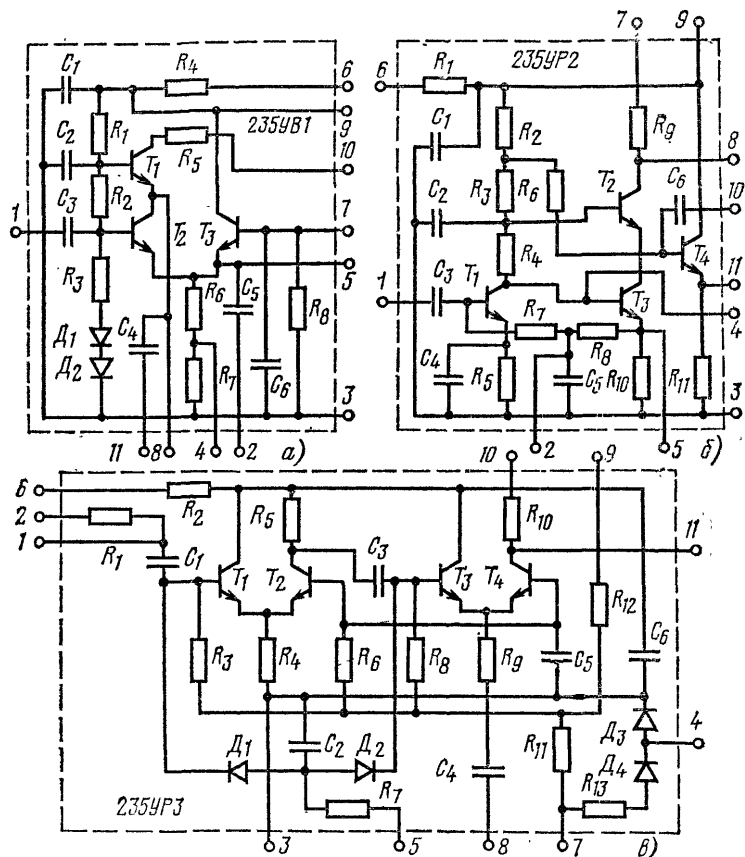 C₁ R₄ 6
235УВ1 9
C₂ R₁ T₁ R₅ 10
1 C₃ R₂ T₂ T₃ 7
5
R₃ R₆ C₅ R₈
Д₁ C₄
Д₂ R₇ C₆
3
11 8 4 2 а)
7 9
235УР2
6 R₁
C₁ R₂ R₉
8
C₂ R₃ R₆ T₂ C₆ 10
R₄ T₄
1 C₃ T₁ T₃ 11
R₇ 4
C₄ R₈
R₅ C₅ R₁₀ R₁₁
3
2 5 б)
10 9
6 R₂ R₅ R₁₀
2
1 R₁ C₁ C₃ 11
T₁ T₂ T₃ T₄
R₁₂
R₃ R₄ R₆ R₈ R₉ C₅ C₆
Д₁ C₂ Д₂ R₁₁ Д₃ 4
C₄ Д₄
235УР3 R₇ R₁₃
3 5 8 7 в)